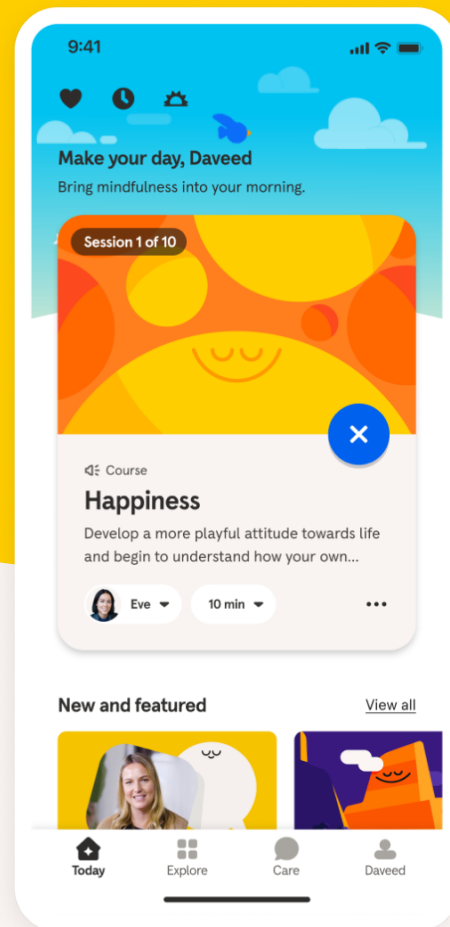 9:41
Make your day, Daveed
Bring mindfulness into your morning.
Session 1 of 10
Course
Happiness
Develop a more playful attitude towards life
and begin to understand how your own...
Eve
10 min
New and featured
View all
Today
Explore
Care
Daveed